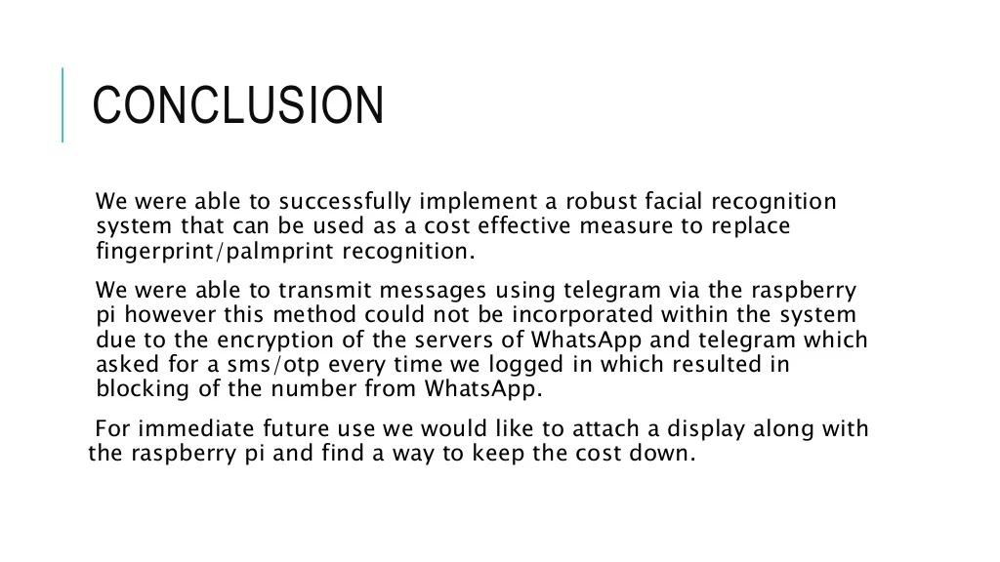 CONCLUSION
We were able to successfully implement a robust facial recognition
system that can be used as a cost effective measure to replace
fingerprint/palmprint recognition.
We were able to transmit messages using telegram via the raspberry
pi however this method could not be incorporated within the system
due to the encryption of the servers of WhatsApp and telegram which
asked for a sms/otp every time we logged in which resulted in
blocking of the number from WhatsApp.
For immediate future use we would like to attach a display along with
the raspberry pi and find a way to keep the cost down.